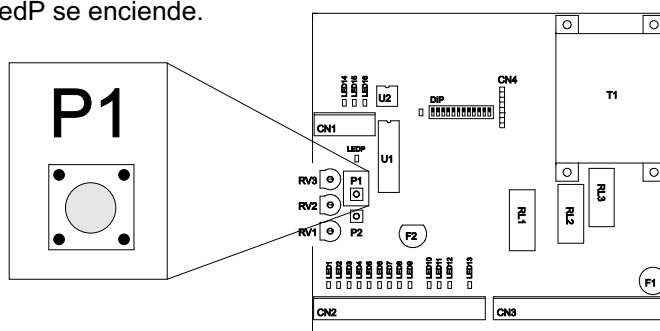 edP se enciende.
P1
LED14
LED15
LED16
U2
DIP
CN4
T1
CN1
LEDP
U1
RV3
P1
RV2
RV1
P2
F2
RL1
RL2
RL3
F1
LED1
LED2
LED3
LED4
LED5
LED6
LED7
LED8
LED9
LED10
LED11
LED12
LED13
CN2
CN3